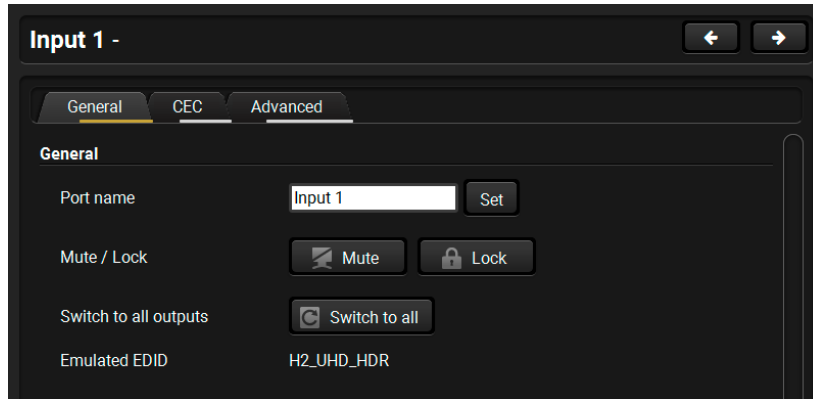 Input 1 -
General CEC Advanced
General
Port name Input 1 Set
Mute / Lock Mute Lock
Switch to all outputs Switch to all
Emulated EDID H2_UHD_HDR